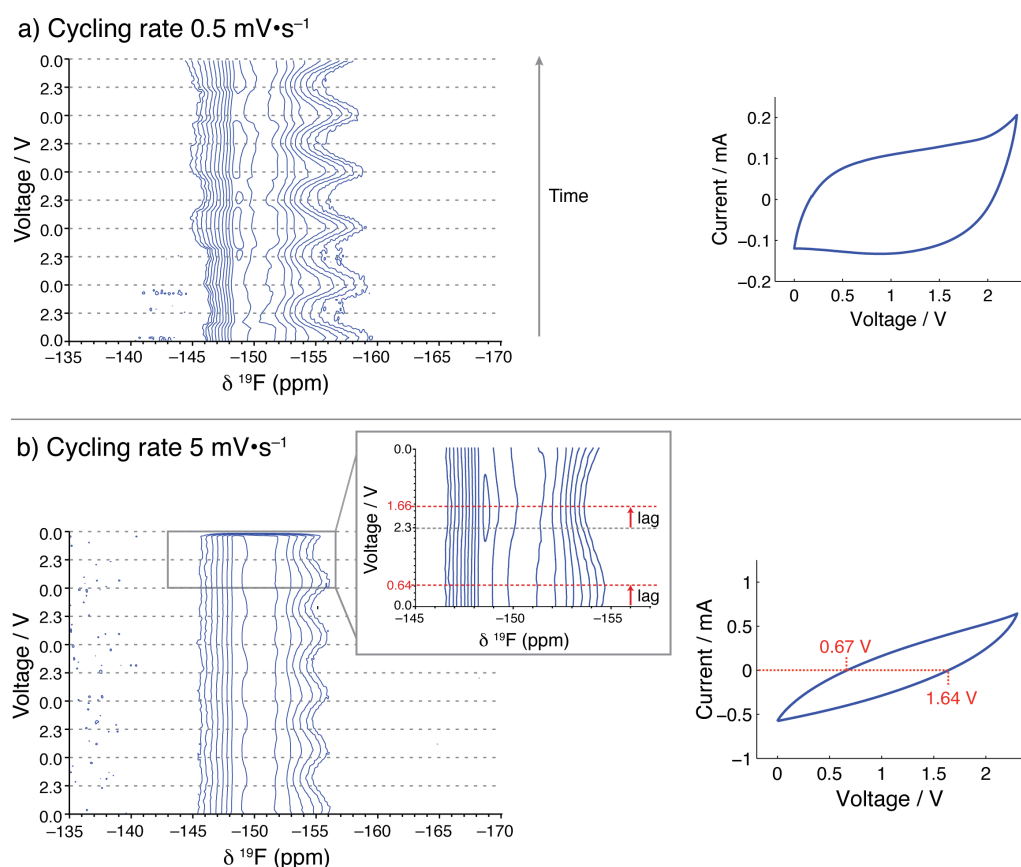 a) Cycling rate 0.5 mV•s⁻¹
Voltage / V
0.0
2.3
0.0
2.3
0.0
2.3
0.0
2.3
0.0
2.3
0.0
−135 −140 −145 −150 −155 −160 −165 −170
δ ¹⁹F (ppm)
Time
Current / mA
0.2
0.1
0
−0.1
−0.2
0 0.5 1 1.5 2
Voltage / V
b) Cycling rate 5 mV•s⁻¹
Voltage / V
0.0
2.3
0.0
2.3
0.0
2.3
0.0
2.3
0.0
2.3
0.0
−135 −140 −145 −150 −155 −160 −165 −170
δ ¹⁹F (ppm)
Voltage / V
0.0
1.66
lag
2.3
0.64
lag
0.0
−145 −150 −155
δ ¹⁹F (ppm)
Current / mA
1
0.5
0
−0.5
−1
0.67 V
1.64 V
0 0.5 1 1.5 2
Voltage / V